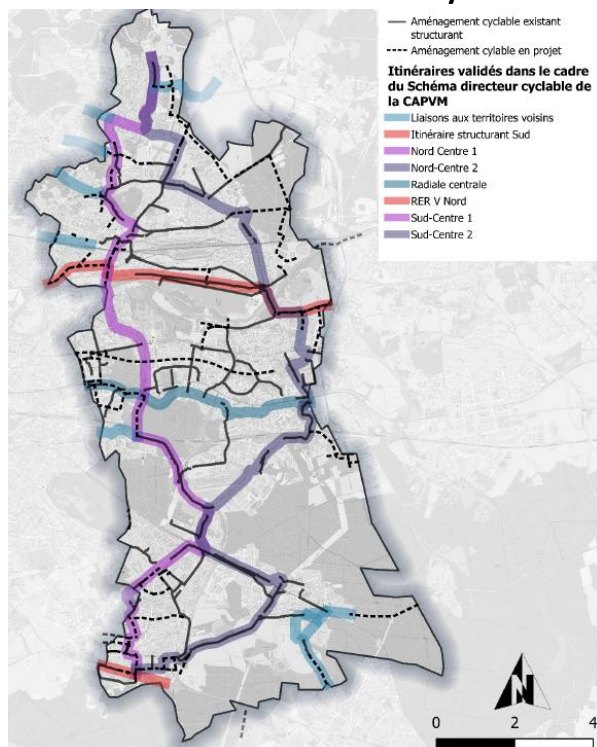 Aménagement cyclable existant
structurant
Aménagement cylable en projet
Itinéraires validés dans le cadre
du Schéma directeur cyclable de
la CAPVM
Liaisons aux territoires voisins
Itinéraire structurant Sud
Nord Centre 1
Nord-Centre 2
Radiale centrale
RER V Nord
Sud-Centre 1
Sud-Centre 2
N
0 2 4